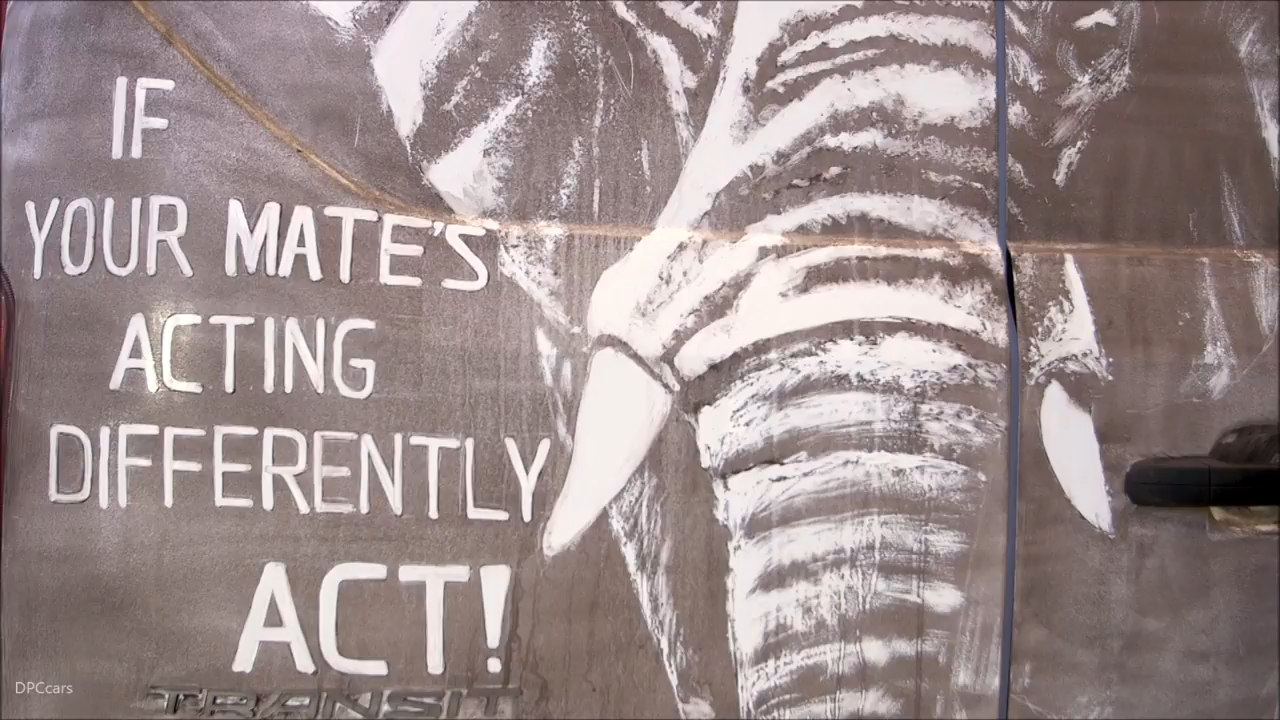 IF
YOUR MATE'S
ACTING
DIFFERENTLY
ACT!
TRANSIT
DPCcars